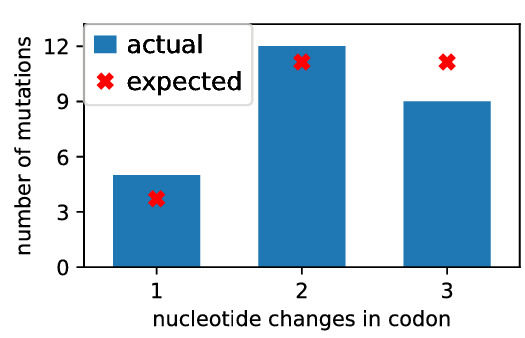 actual
expected
number of mutations
12
9
6
3
0
1 2 3
nucleotide changes in codon